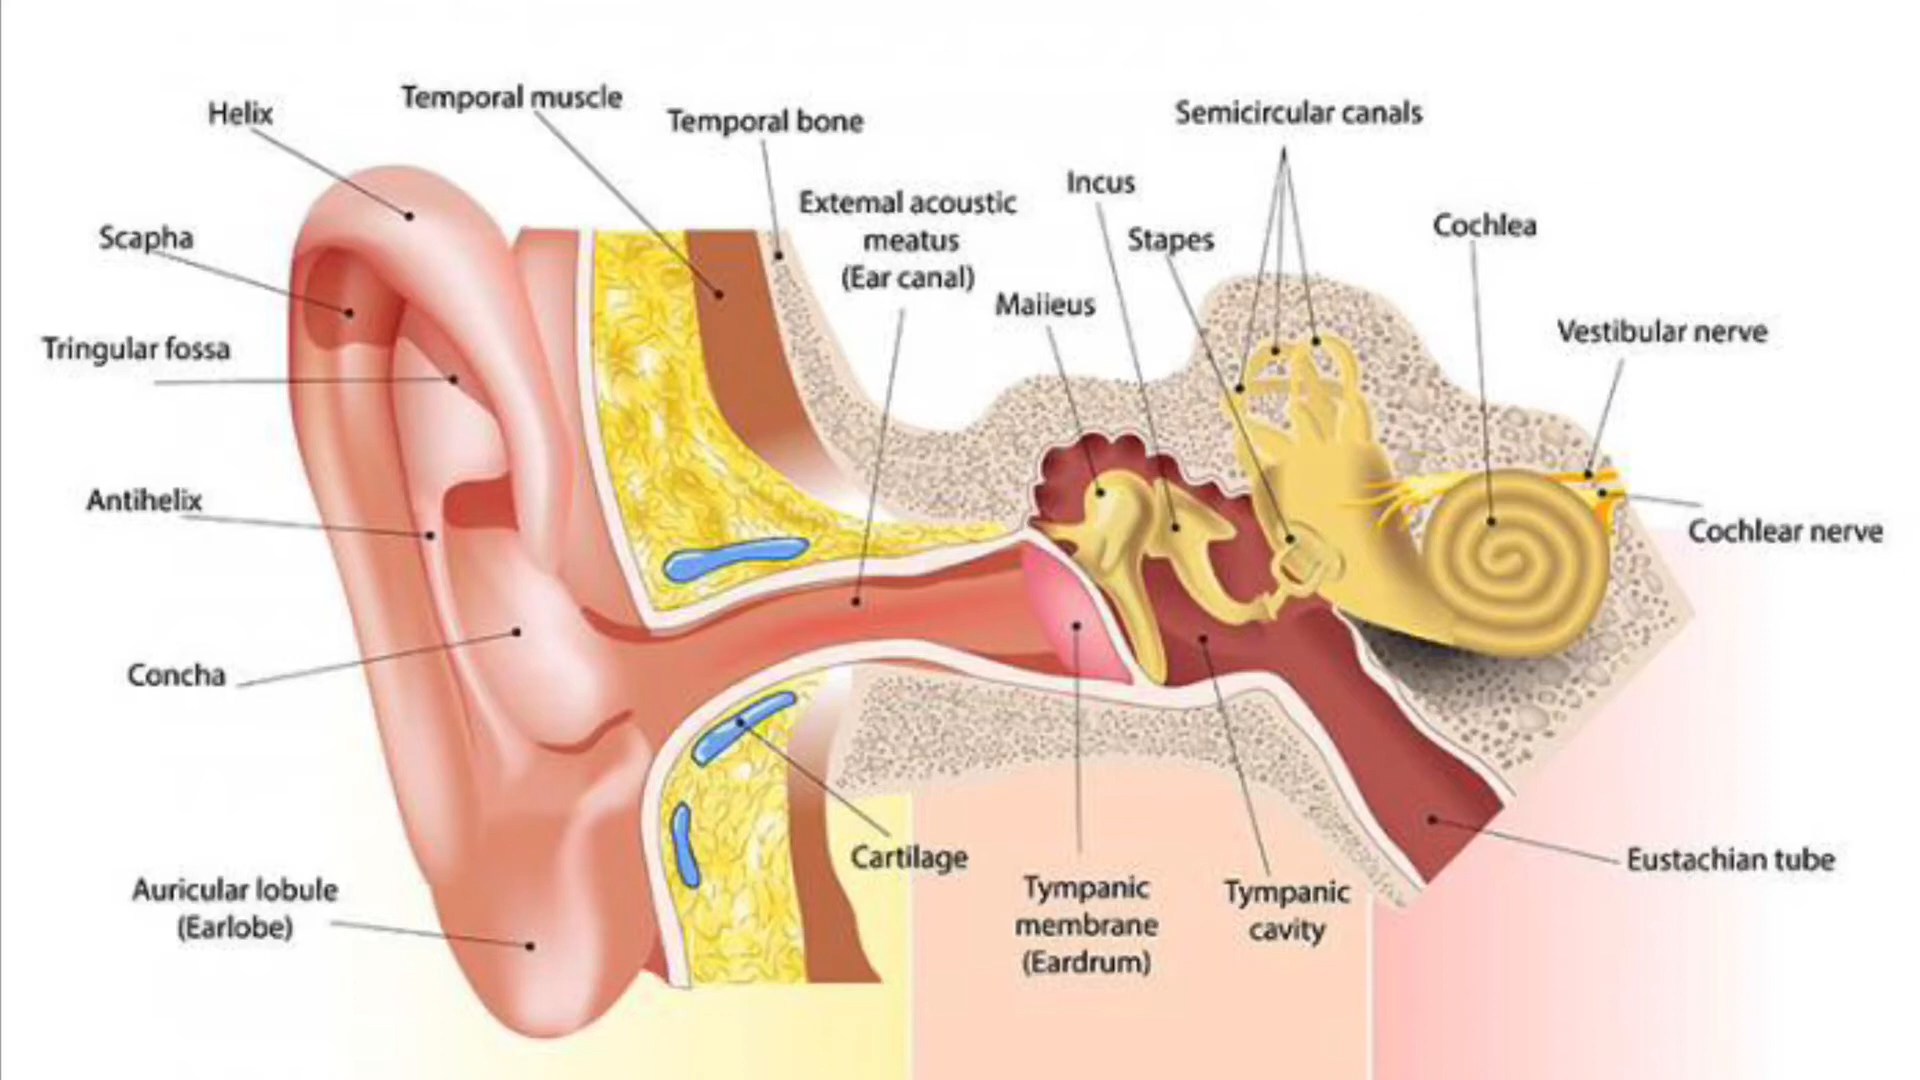 Helix
Temporal muscle
Temporal bone
Semicircular canals
Incus
External acoustic
meatus
(Ear canal)
Stapes
Cochlea
Scapha
Maiieus
Vestibular nerve
Tringular fossa
Antihelix
Cochlear nerve
Concha
Cartilage
Eustachian tube
Auricular lobule
(Earlobe)
Tympanic
membrane
(Eardrum)
Tympanic
cavity